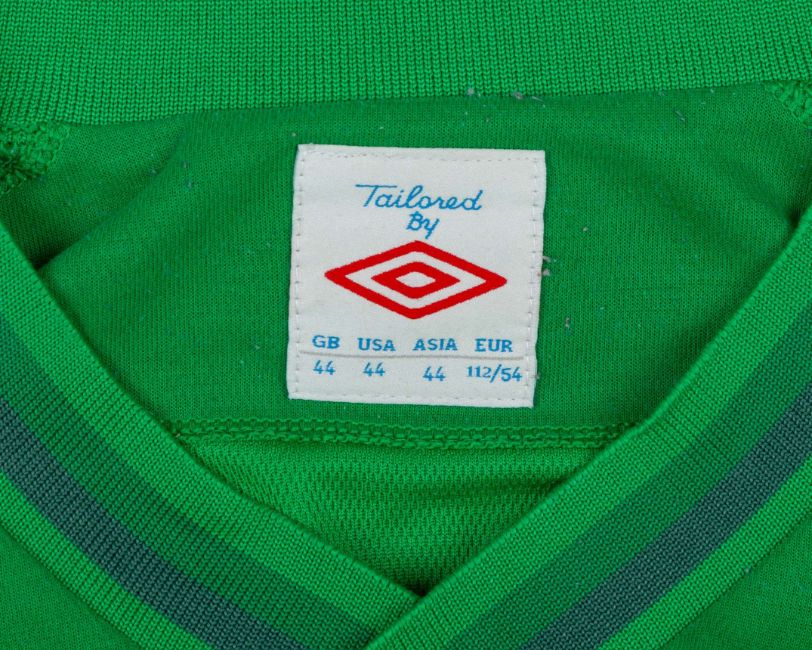 Tailored
By
GB USA ASIA EUR
44 44 44 112/54